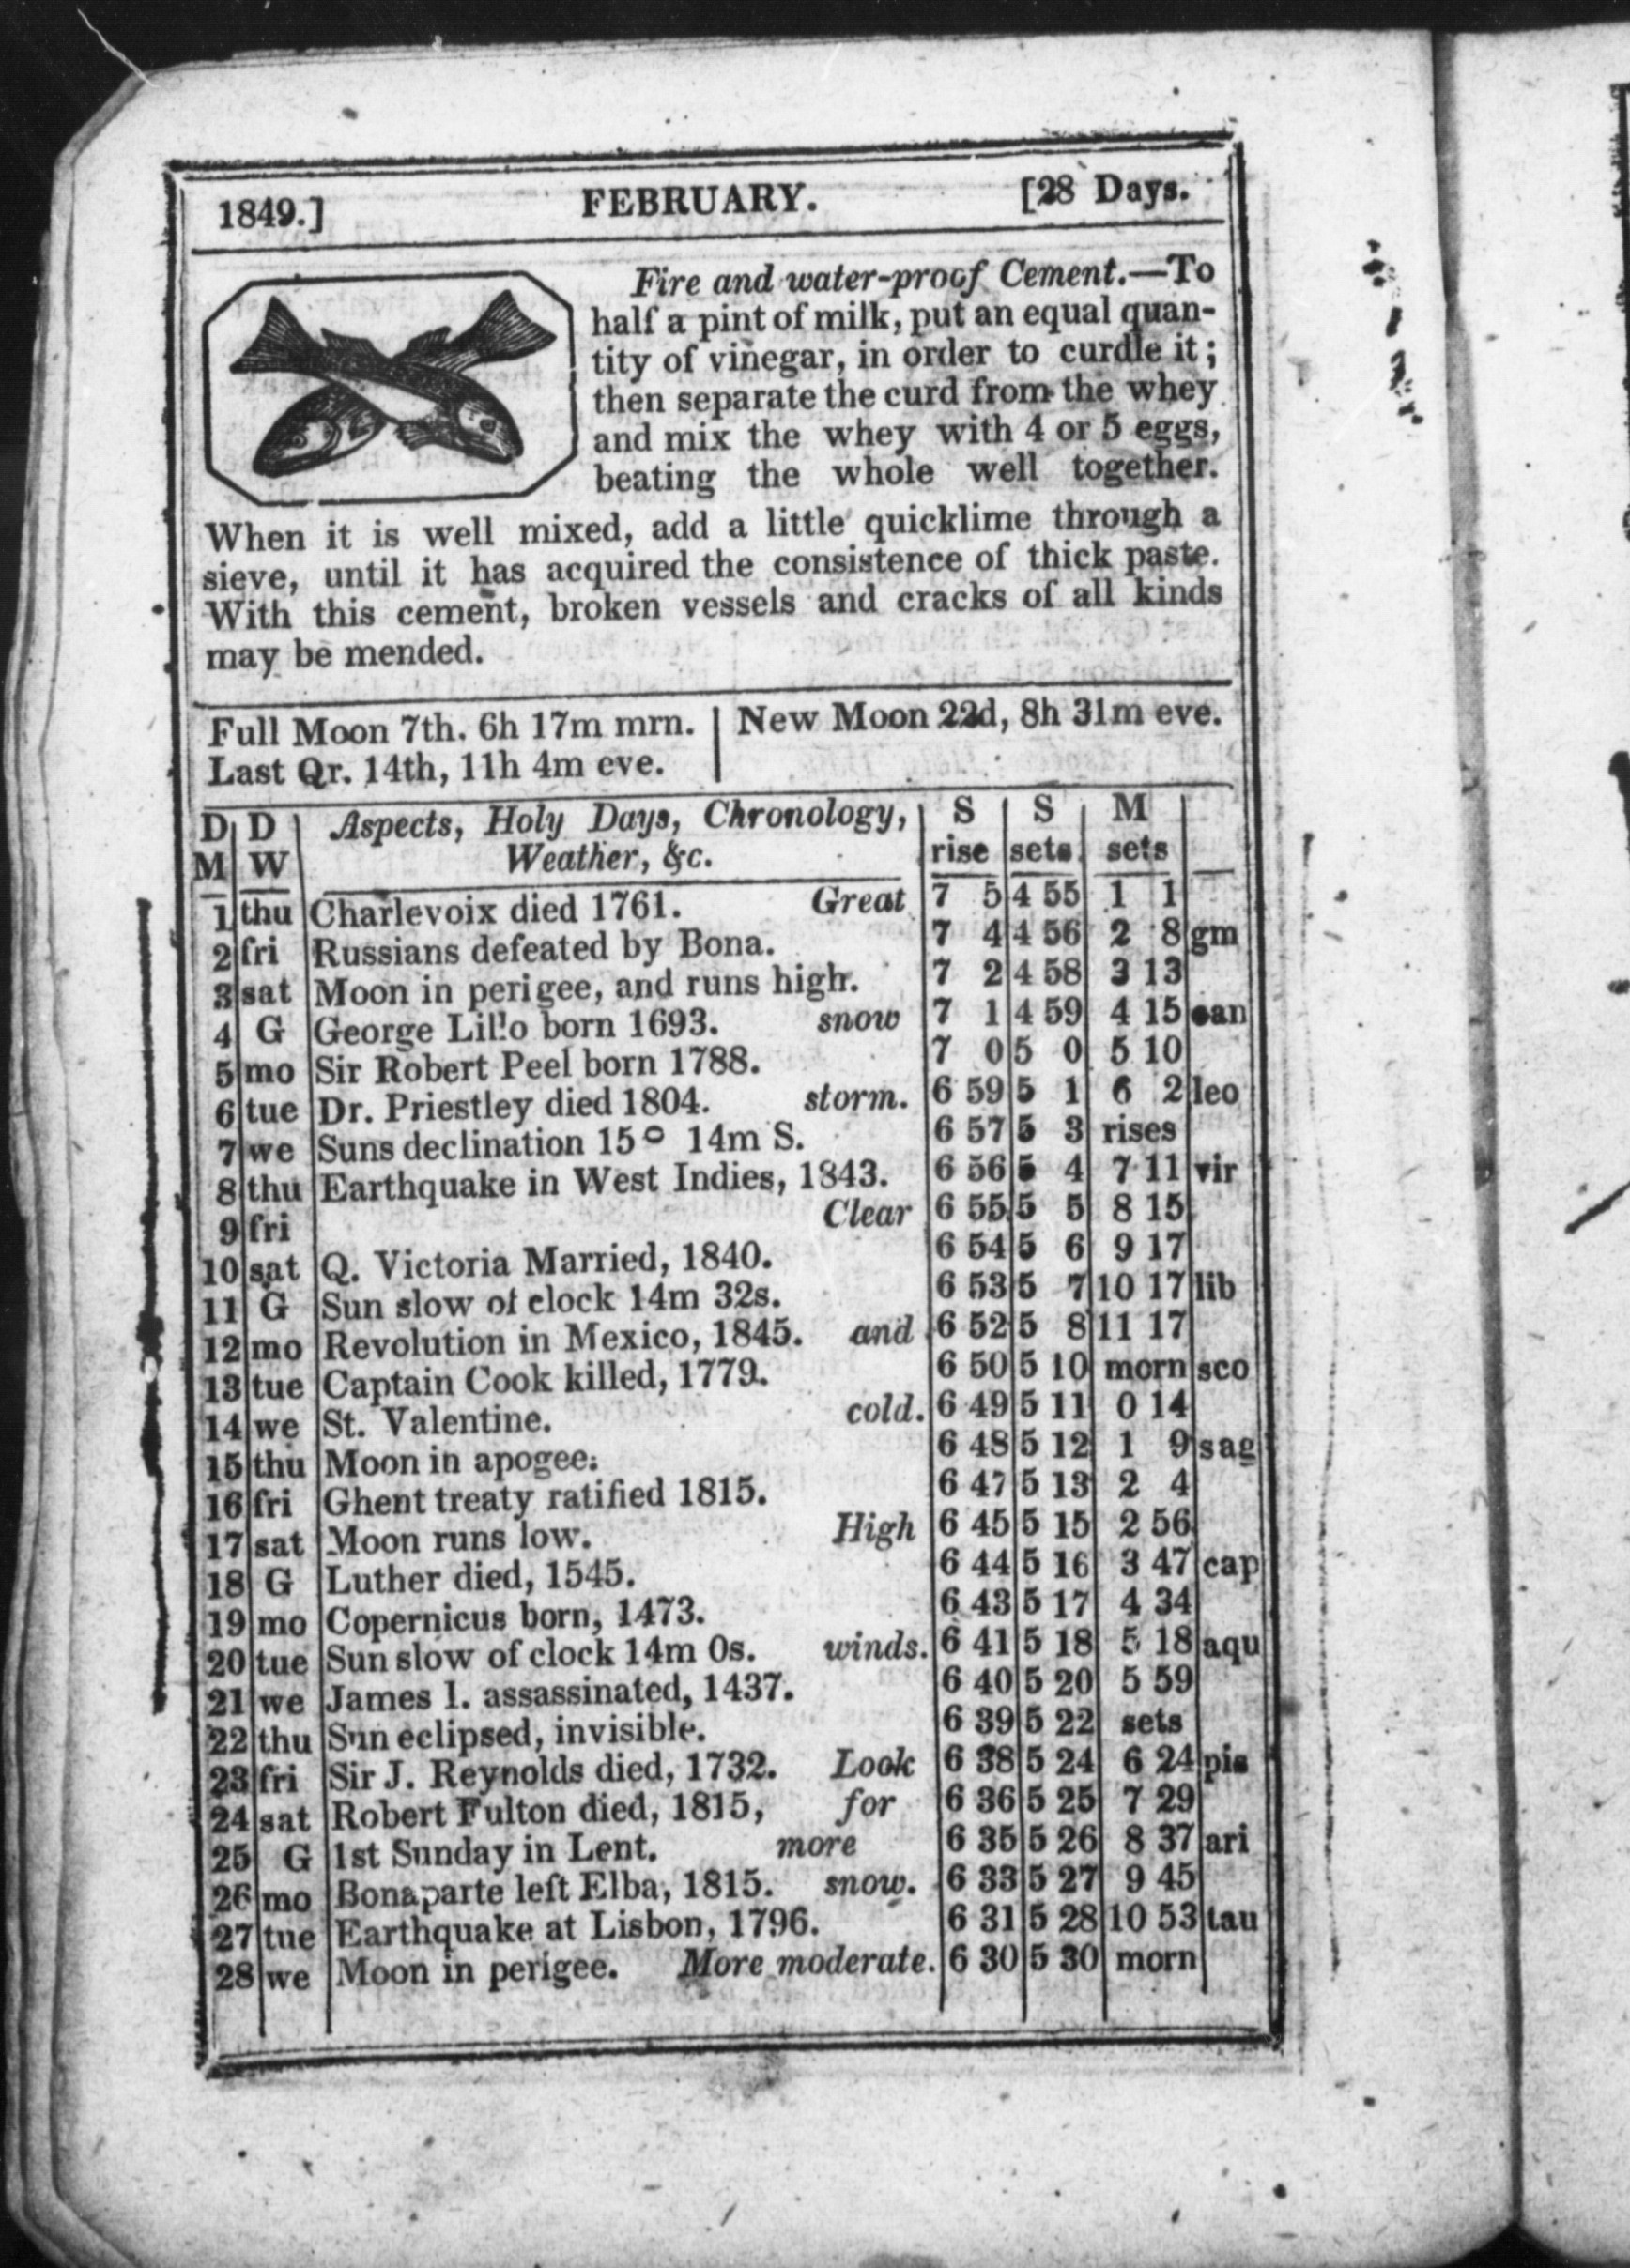 1849.] FEBRUARY. [28 Days.
Fire and water-proof Cement.—To
half a pint of milk, put an equal quan-
tity of vinegar, in order to curdle it;
then separate the curd from the whey
and mix the whey with 4 or 5 eggs,
beating the whole well together.
When it is well mixed, add a little quicklime through a
sieve, until it has acquired the consistence of thick paste.
With this cement, broken vessels and cracks of all kinds
may be mended.
Full Moon 7th. 6h 17m mrn. | New Moon 22d, 8h 31m eve.
Last Qr. 14th, 11h 4m eve.
D D Aspects, Holy Days, Chronology, S S M
M W Weather, &c. rise sets sets
1 thu Charlevoix died 1761. Great 7 5 4 55 1 1
2 fri Russians defeated by Bona. 7 4 4 56 2 8 gm
3 sat Moon in perigee, and runs high. 7 2 4 58 3 13
4 G George Lillo born 1693. snow 7 1 4 59 4 15 can
5 mo Sir Robert Peel born 1788. 7 0 5 0 5 10
6 tue Dr. Priestley died 1804. storm. 6 59 5 1 6 2 leo
7 we Suns declination 15° 14m S. 6 57 5 3 rises
8 thu Earthquake in West Indies, 1843. 6 56 5 4 7 11 vir
9 fri Clear 6 55 5 5 8 15
10 sat Q. Victoria Married, 1840. 6 54 5 6 9 17
11 G Sun slow of clock 14m 32s. 6 53 5 7 10 17 lib
12 mo Revolution in Mexico, 1845. and 6 52 5 8 11 17
13 tue Captain Cook killed, 1779. 6 50 5 10 morn sco
14 we St. Valentine. cold. 6 49 5 11 0 14
15 thu Moon in apogee. 6 48 5 12 1 9 sag
16 fri Ghent treaty ratified 1815. 6 47 5 13 2 4
17 sat Moon runs low. High 6 45 5 15 2 56
18 G Luther died, 1545. 6 44 5 16 3 47 cap
19 mo Copernicus born, 1473. 6 43 5 17 4 34
20 tue Sun slow of clock 14m 0s. winds. 6 41 5 18 5 18 aqu
21 we James I. assassinated, 1437. 6 40 5 20 5 59
22 thu Sun eclipsed, invisible. 6 39 5 22 sets
23 fri Sir J. Reynolds died, 1732. Look 6 38 5 24 6 24 pis
24 sat Robert Fulton died, 1815, for 6 36 5 25 7 29
25 G 1st Sunday in Lent. more 6 35 5 26 8 37 ari
26 mo Bonaparte left Elba, 1815. snow. 6 33 5 27 9 45
27 tue Earthquake at Lisbon, 1796. 6 31 5 28 10 53 tau
28 we Moon in perigee. More moderate. 6 30 5 30 morn